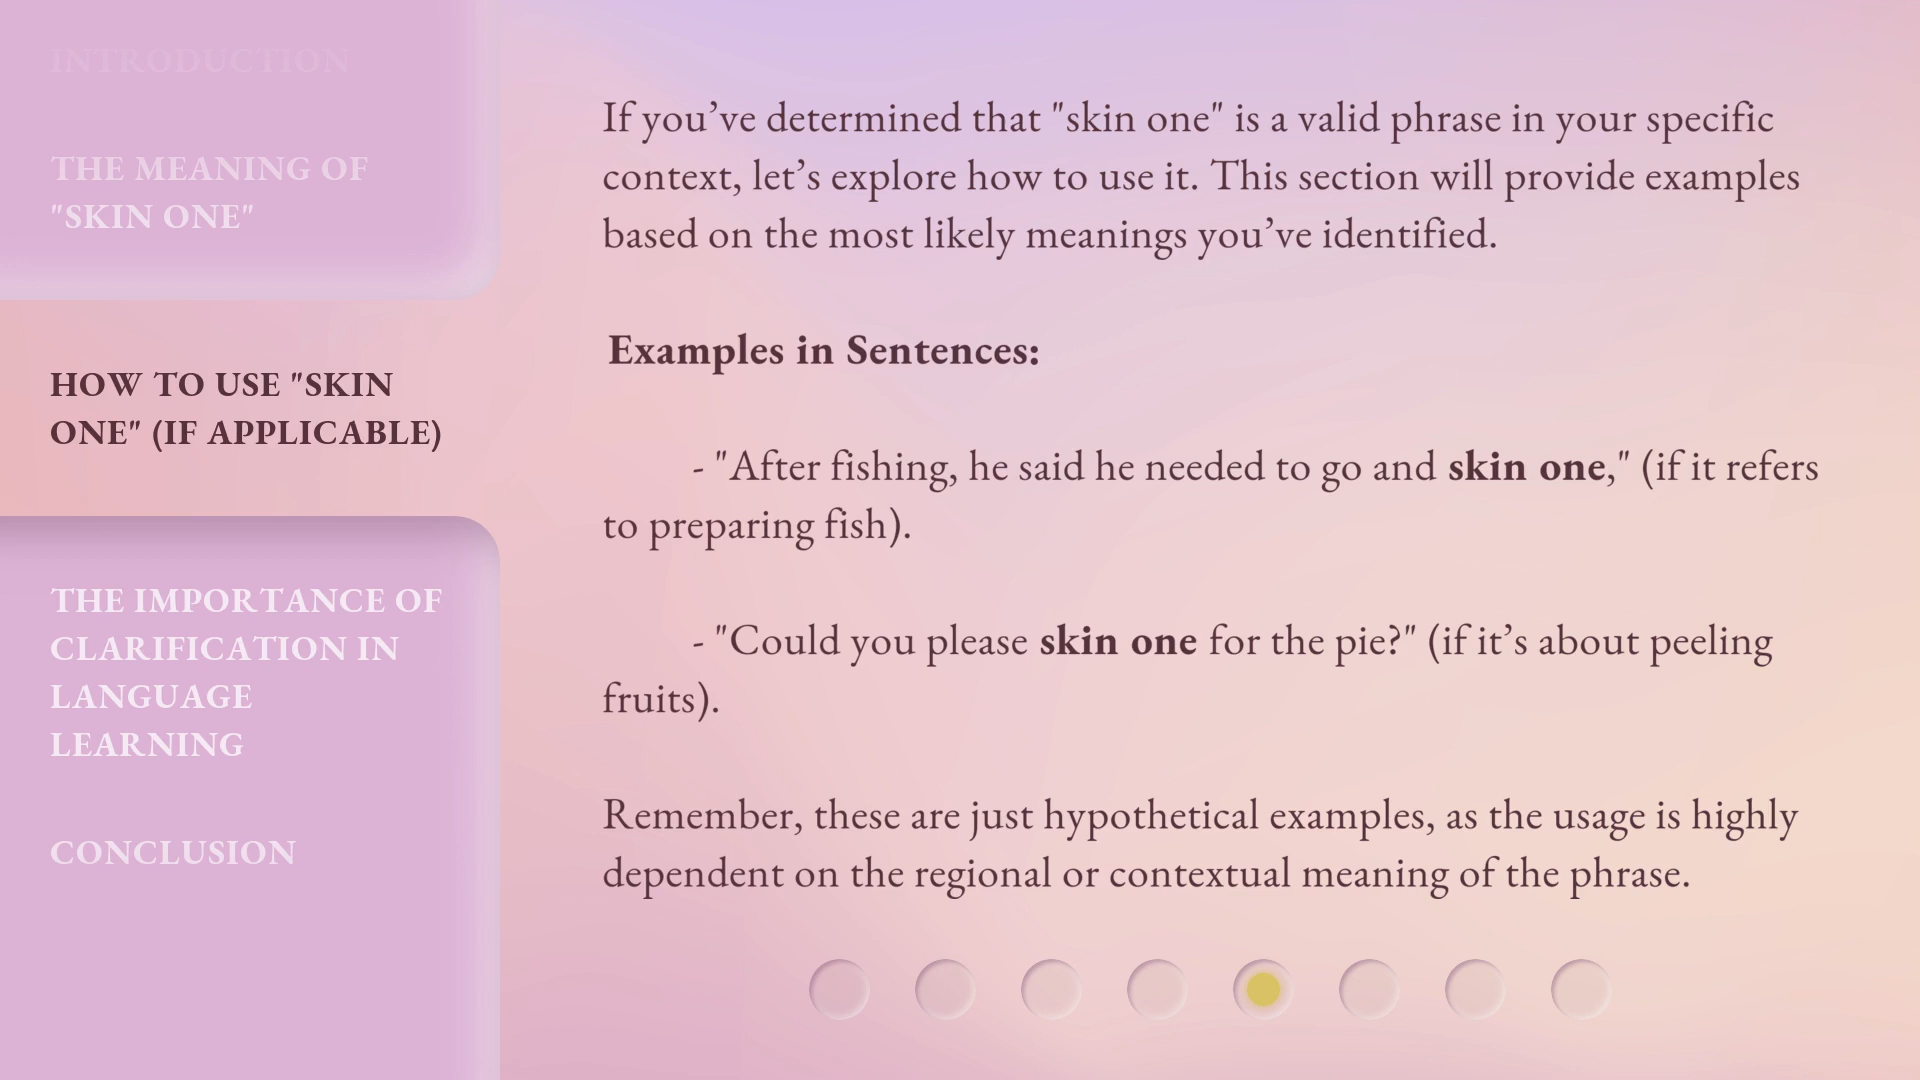 INTRODUCTION
THE MEANING OF
"SKIN ONE"
HOW TO USE "SKIN
ONE" (IF APPLICABLE)
THE IMPORTANCE OF
CLARIFICATION IN
LANGUAGE
LEARNING
CONCLUSION
If you’ve determined that "skin one" is a valid phrase in your specific
context, let’s explore how to use it. This section will provide examples
based on the most likely meanings you’ve identified.
Examples in Sentences:
- "After fishing, he said he needed to go and skin one," (if it refers
to preparing fish).
- "Could you please skin one for the pie?" (if it’s about peeling
fruits).
Remember, these are just hypothetical examples, as the usage is highly
dependent on the regional or contextual meaning of the phrase.